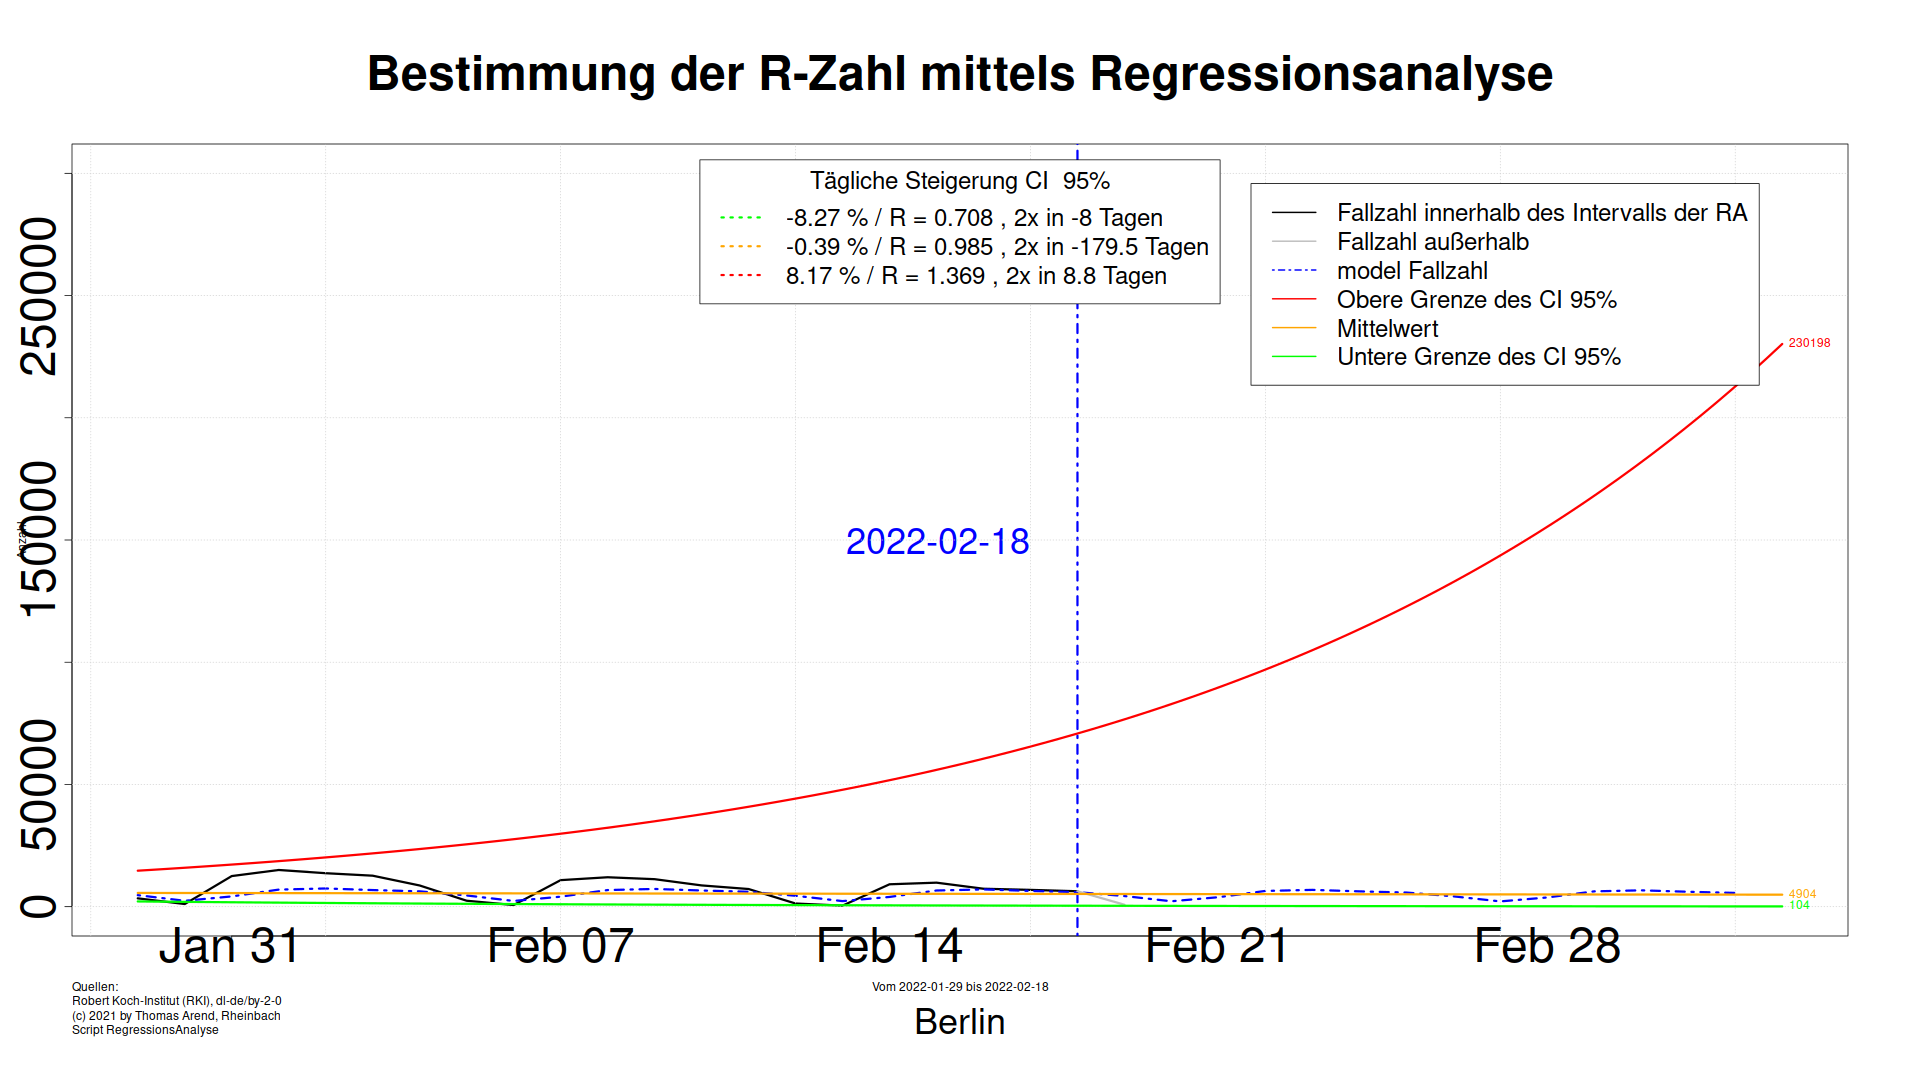 Bestimmung der R-Zahl mittels Regressionsanalyse
Tägliche Steigerung CI 95%
-8.27 % / R = 0.708 , 2x in -8 Tagen
-0.39 % / R = 0.985 , 2x in -179.5 Tagen
8.17 % / R = 1.369 , 2x in 8.8 Tagen
Fallzahl innerhalb des Intervalls der RA
Fallzahl außerhalb
model Fallzahl
Obere Grenze des CI 95%
Mittelwert
Untere Grenze des CI 95%
230198
2022-02-18
4904
104
Anzahl
250000
150000
50000
0
Jan 31
Feb 07
Feb 14
Feb 21
Feb 28
Quellen:
Robert Koch-Institut (RKI), dl-de/by-2-0
(c) 2021 by Thomas Arend, Rheinbach
Script RegressionsAnalyse
Vom 2022-01-29 bis 2022-02-18
Berlin